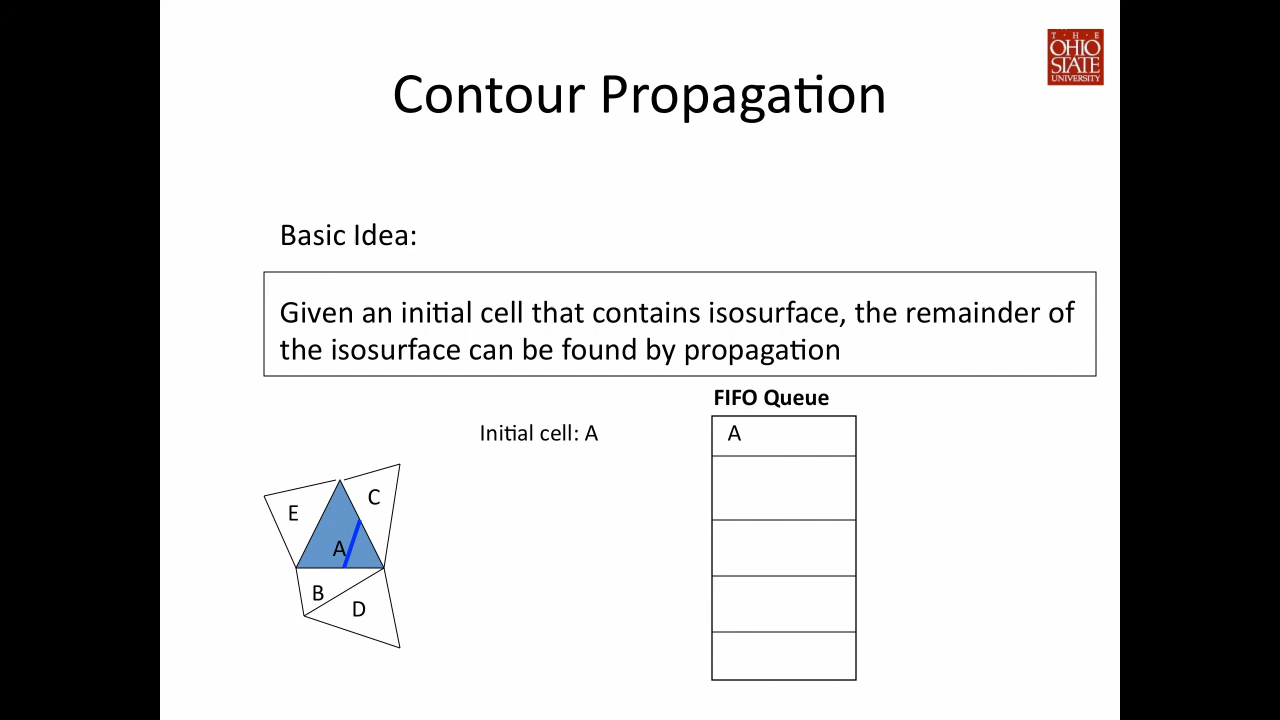 T · H · E
OHIO
STATE
UNIVERSITY
Contour Propagation
Basic Idea:
Given an initial cell that contains isosurface, the remainder of
the isosurface can be found by propagation
FIFO Queue
Initial cell: A
A
C
E
A
B
D